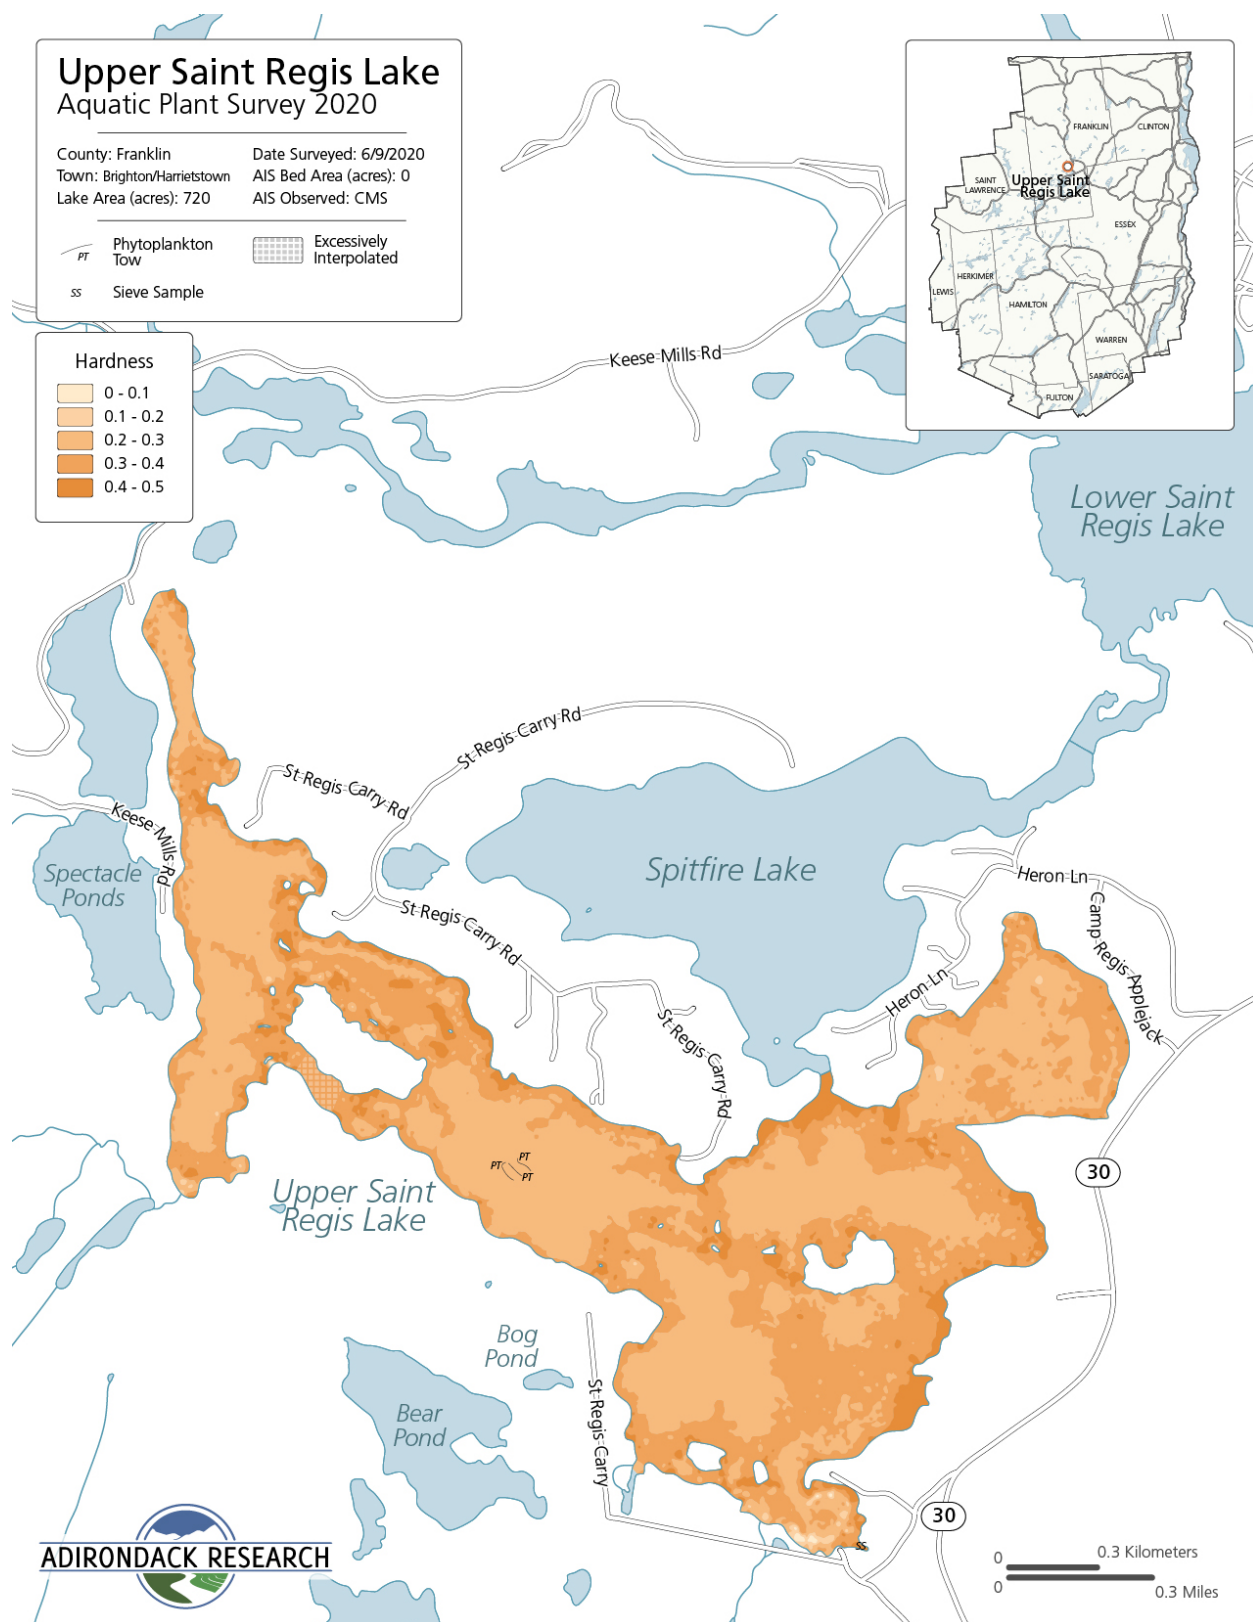 Upper Saint Regis Lake
Aquatic Plant Survey 2020
County: Franklin
Town: Brighton/Harrietstown
Lake Area (acres): 720
Date Surveyed: 6/9/2020
AIS Bed Area (acres): 0
AIS Observed: CMS
PT
Phytoplankton
Tow
SS
Sieve Sample
Excessively
Interpolated
Hardness
0 - 0.1
0.1 - 0.2
0.2 - 0.3
0.3 - 0.4
0.4 - 0.5
FRANKLIN
CLINTON
SAINT
LAWRENCE
Upper Saint
Regis Lake
ESSEX
HERKIMER
LEWIS
HAMILTON
WARREN
SARATOGA
FULTON
Keese Mills Rd
Lower Saint
Regis Lake
St Regis Carry Rd
St Regis Carry Rd
Keese Mills Rd
Spectacle
Ponds
Spitfire Lake
Heron Ln
Camp Regis Applejack
St Regis Carry Rd
Heron Ln
St Regis Carry Rd
PT
PT
PT
30
Upper Saint
Regis Lake
Bog
Pond
St Regis Carry
Bear
Pond
30
SS
ADIRONDACK RESEARCH
0
0.3 Kilometers
0
0.3 Miles